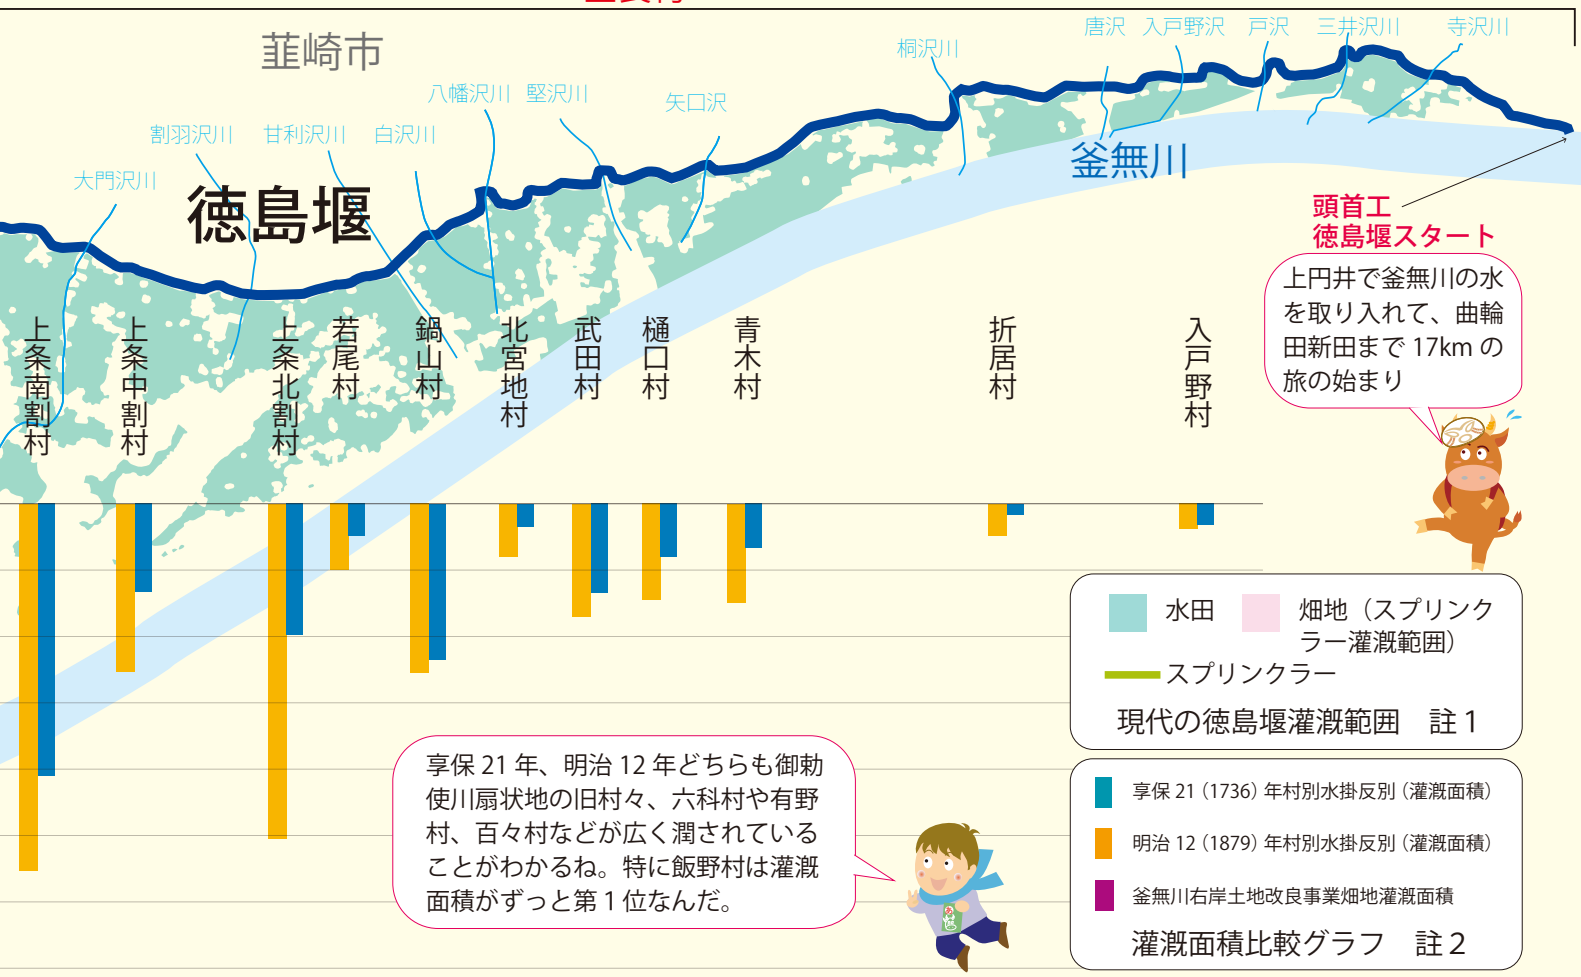 韮崎市
唐沢
入戸野沢
戸沢
三井沢川
寺沢川
桐沢川
八幡沢川
堅沢川
矢口沢
割羽沢川
甘利沢川
白沢川
大門沢川
徳島堰
釜無川
頭首工
徳島堰スタート
上円井で釜無川の水
を取り入れて、曲輪
田新田まで 17km の
旅の始まり
上条南割村
上条中割村
上条北割村
若尾村
鍋山村
北宮地村
武田村
樋口村
青木村
折居村
入戸野村
水田
畑地（スプリンク
ラー灌漑範囲）
スプリンクラー
現代の徳島堰灌漑範囲　註１
享保 21 年、明治 12 年どちらも御勅
使川扇状地の旧村々、六科村や有野
村、百々村などが広く潤されている
ことがわかるね。特に飯野村は灌漑
面積がずっと第１位なんだ。
享保 21（1736）年村別水掛反別（灌漑面積）
明治 12（1879）年村別水掛反別（灌漑面積）
釜無川右岸土地改良事業畑地灌漑面積
灌漑面積比較グラフ　註２